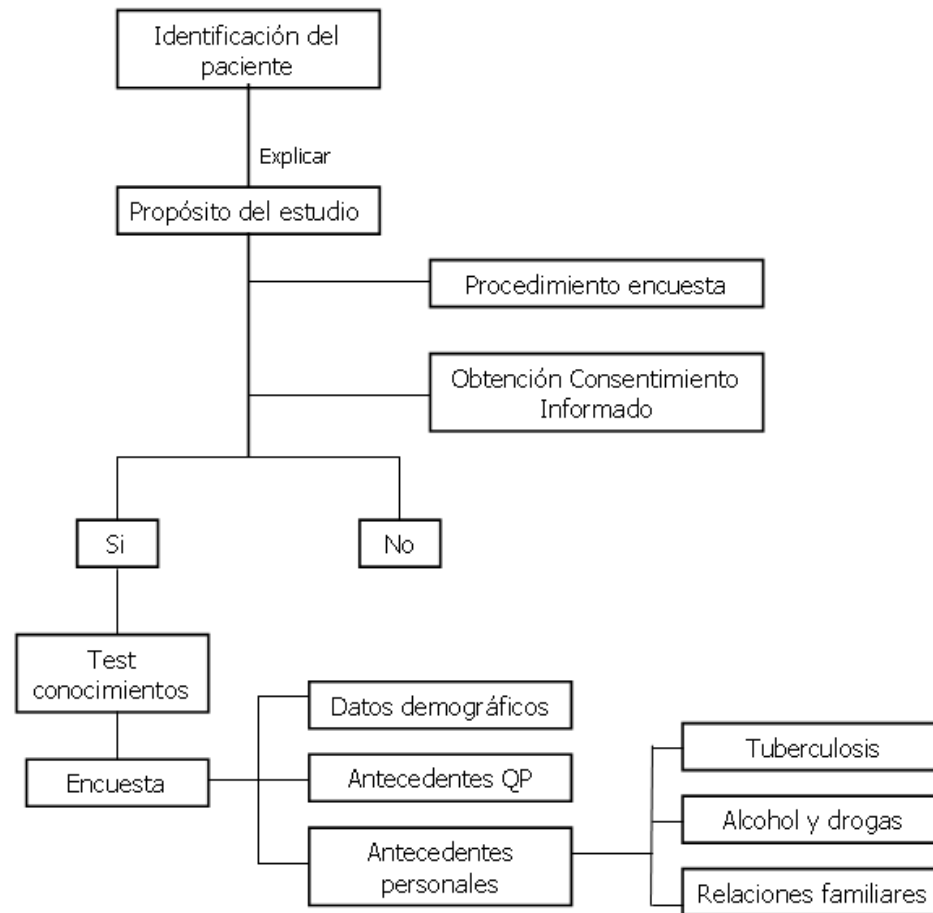 Identificación del
paciente
Explicar
Propósito del estudio
Procedimiento encuesta
Obtención Consentimiento
Informado
Si
No
Test
conocimientos
Encuesta
Datos demográficos
Antecedentes QP
Antecedentes
personales
Tuberculosis
Alcohol y drogas
Relaciones familiares